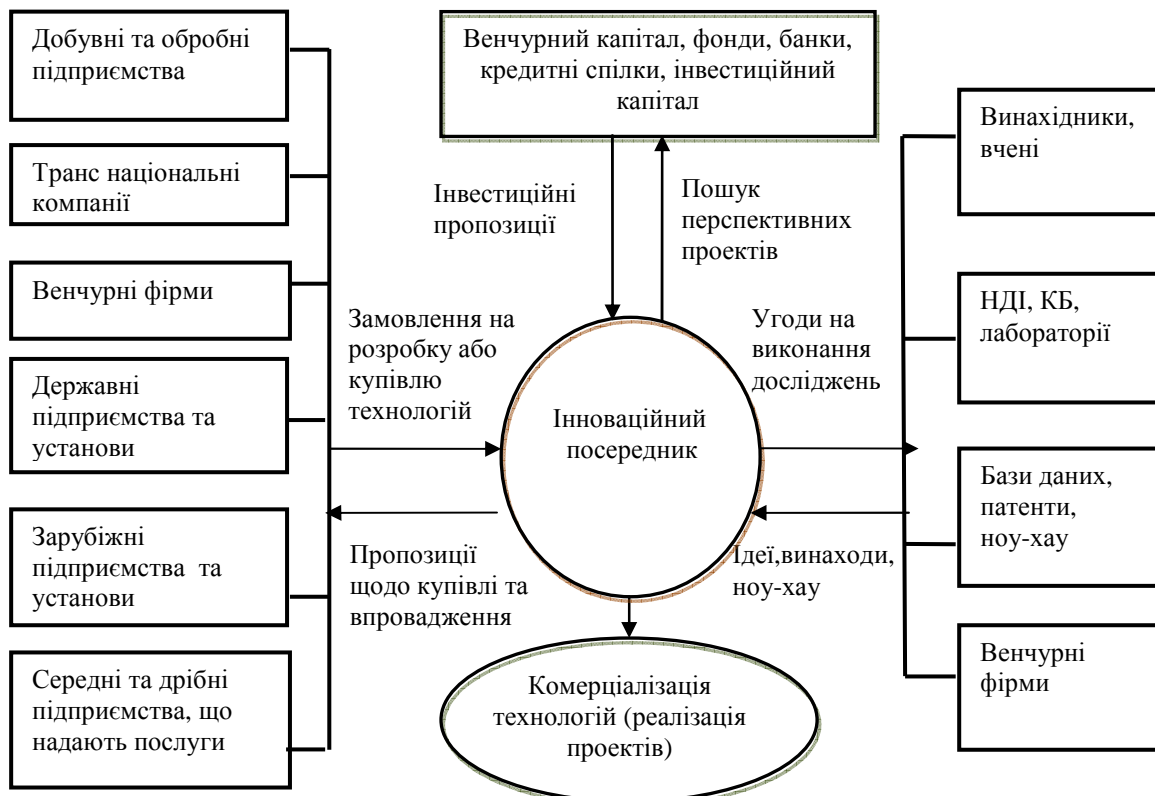 Добувні та обробні
підприємства
Транс національні
компанії
Венчурні фірми
Державні
підприємства та
установи
Зарубіжні
підприємства та
установи
Середні та дрібні
підприємства, що
надають послуги
Венчурний капітал, фонди, банки,
кредитні спілки, інвестиційний
капітал
Інвестиційні
пропозиції
Пошук
перспективних
проектів
Замовлення на
розробку або
купівлю
технологій
Угоди на
виконання
досліджень
Інноваційний
посередник
Пропозиції
щодо купівлі та
впровадження
Ідеї,винаходи,
ноу-хау
Комерціалізація
технологій (реалізація
проектів)
Винахідники,
вчені
НДІ, КБ,
лабораторії
Бази даних,
патенти,
ноу-хау
Венчурні
фірми